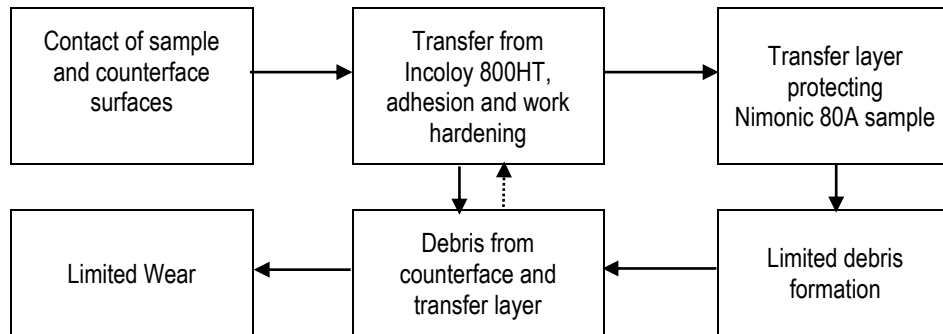 Contact of sample
and counterface
surfaces
Transfer from
Incoloy 800HT,
adhesion and work
hardening
Transfer layer
protecting
Nimonic 80A sample
Limited Wear
Debris from
counterface and
transfer layer
Limited debris
formation